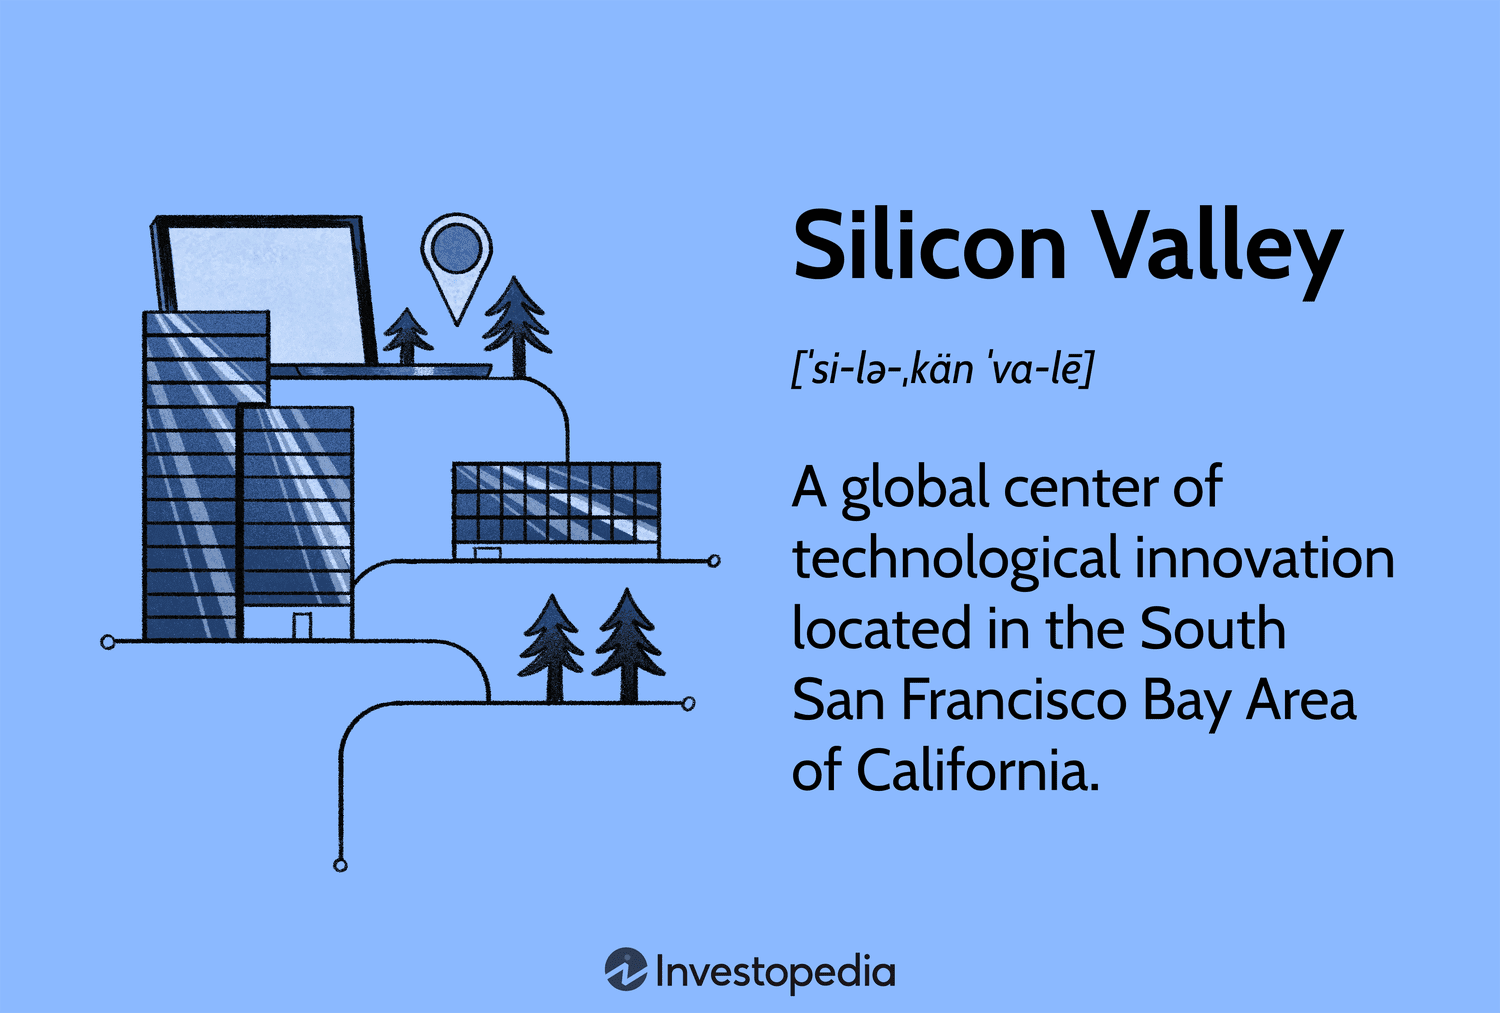 Silicon Valley
[ˈsi-lə-ˌkän ˈva-lē]
A global center of
technological innovation
located in the South
San Francisco Bay Area
of California.
Investopedia